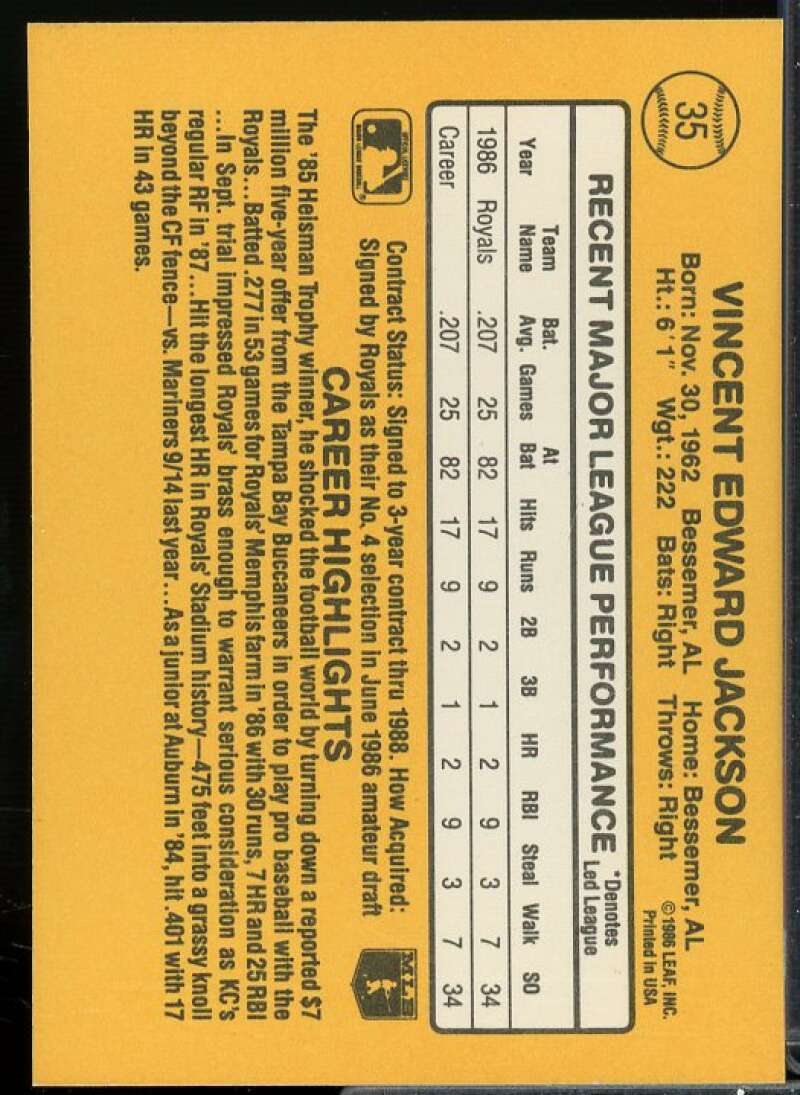 35
VINCENT EDWARD JACKSON
Born: Nov. 30, 1962 Bessemer, AL Home: Bessemer, AL
Ht.: 6'1" Wgt.: 222 Bats: Right Throws: Right
©1986 LEAF, INC.
Printed in USA
RECENT MAJOR LEAGUE PERFORMANCE *Denotes
Led League
Year Team Name Bat. Avg. Games At Bat Hits Runs 2B 3B HR RBI Steal Walk SO
1986 Royals .207 25 82 17 9 2 1 2 9 3 7 34
Career .207 25 82 17 9 2 1 2 9 3 7 34
Contract Status: Signed to 3-year contract thru 1988. How Acquired:
Signed by Royals as their No. 4 selection in June 1986 amateur draft
MLB
CAREER HIGHLIGHTS
The '85 Heisman Trophy winner, he shocked the football world by turning down a reported $7
million five-year offer from the Tampa Bay Buccaneers in order to play pro baseball with the
Royals...Batted .277 in 53 games for Royals' Memphis farm in '86 with 30 runs, 7 HR and 25 RBI
...In Sept. trial impressed Royals' brass enough to warrant serious consideration as KC's
regular RF in '87...Hit the longest HR in Royals' Stadium history—475 feet into a grassy knoll
beyond the CF fence—vs. Mariners 9/14 last year...As a junior at Auburn in '84, hit .401 with 17
HR in 43 games.